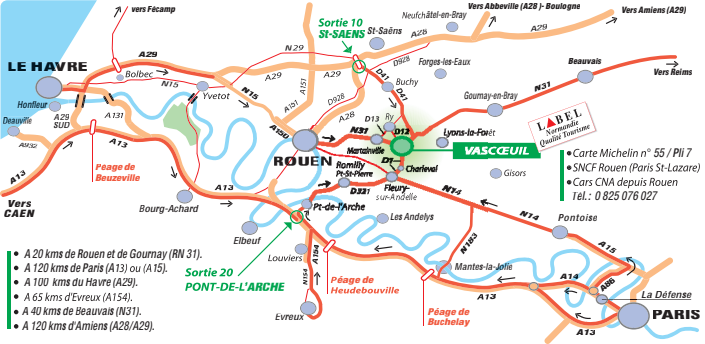 vers Fécamp
Sortie 10
St-SAENS
Neufchâtel-en-Bray
Vers Abbeville (A28)- Boulogne
Vers Amiens (A29)
St-Saëns
A28
A29
N29
A29
D928
LE HAVRE
Bolbec
A29
A29
Forges-les-Eaux
Beauvais
Vers Reims
N15
Yvetot
N15
A151
A151
D928
D41
Buchy
D41
Gournay-en-Bray
N31
Honfleur
A29
SUD
A131
Deauville
A28
A150
Ry
D13
D12
N31
Lyons-la-Forêt
LABEL
Normandie
Qualité Tourisme
ROUEN
Martainville
VASCŒUIL
D1
Charleval
Gisors
Péage de
Beuzeville
A13
A13
Romilly
Pt-St-Pierre
D321
Fleury-
sur-Andelle
N14
Carte Michelin n° 55 / Pli 7
SNCF Rouen (Paris St-Lazare)
Cars CNA depuis Rouen
Tél.: 0 825 076 027
Vers
CAEN
Bourg-Achard
A13
Pt-de-l'Arche
Les Andelys
N14
Pontoise
Elbeuf
N183
A15
Louviers
A154
N154
Sortie 20
PONT-DE-L'ARCHE
Péage de
Heudebouville
Mantes-la-Jolie
A14
A86
La Défense
A13
Péage de
Buchelay
Evreux
PARIS
A13
A 20 kms de Rouen et de Gournay (RN 31).
A 120 kms de Paris (A13) ou (A15).
A 100 kms du Havre (A29).
A 65 kms d'Evreux (A154).
A 40 kms de Beauvais (N31).
A 120 kms d'Amiens (A28/A29).